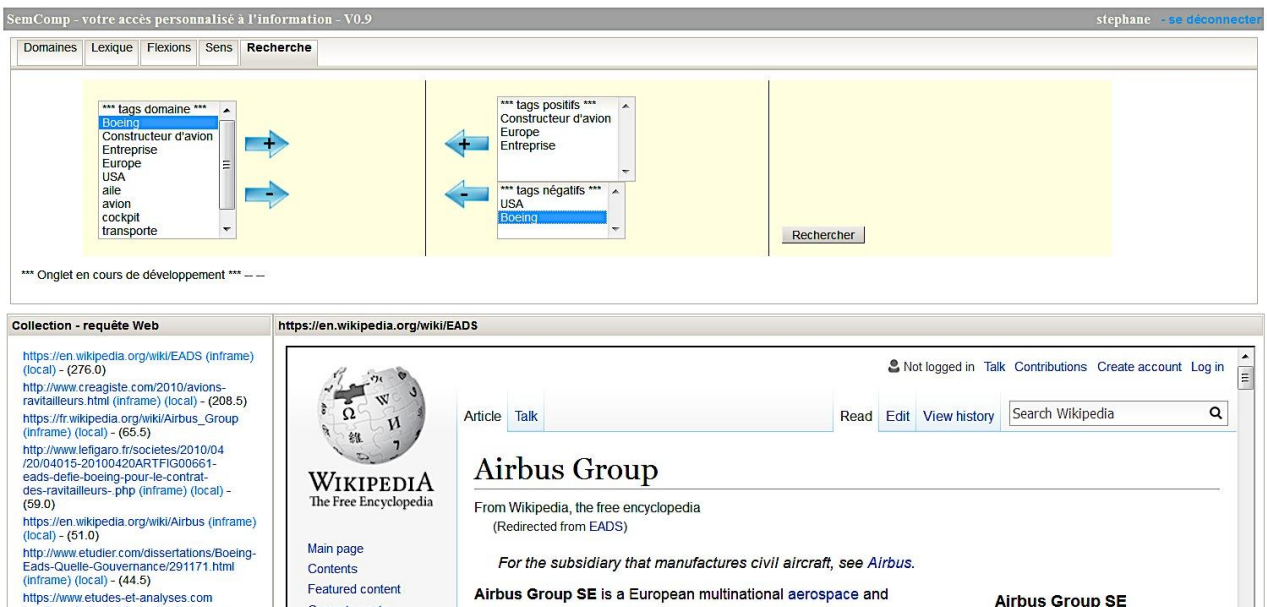 SemComp - votre accès personnalisé à l'information - V0.9
stephane - se déconnecter
Domaines Lexique Flexions Sens Recherche
*** tags domaine ***
Boeing
Constructeur d'avion
Entreprise
Europe
USA
aile
avion
cockpit
transporte
+
-
+
-
*** tags positifs ***
Constructeur d'avion
Europe
Entreprise
*** tags négatifs ***
USA
Boeing
Rechercher
*** Onglet en cours de développement *** -- --
Collection - requête Web
https://en.wikipedia.org/wiki/EADS (inframe)
(local) - (276.0)
http://www.creagiste.com/2010/avions-
ravitailleurs.html (inframe) (local) - (208.5)
https://fr.wikipedia.org/wiki/Airbus_Group
(inframe) (local) - (65.5)
http://www.lefigaro.fr/societes/2010/04
/20/04015-20100420ARTFIG00661-
eads-defie-boeing-pour-le-contrat-
des-ravitailleurs-.php (inframe) (local) -
(59.0)
https://en.wikipedia.org/wiki/Airbus (inframe)
(local) - (51.0)
http://www.etudier.com/dissertations/Boeing-
Eads-Quelle-Gouvernance/291171.html
(inframe) (local) - (44.5)
https://www.etudes-et-analyses.com
https://en.wikipedia.org/wiki/EADS
Not logged in Talk Contributions Create account Log in
Article Talk
Read Edit View history Search Wikipedia
Ω W И 維 7
WIKIPEDIA
The Free Encyclopedia
Main page
Contents
Featured content
Airbus Group
From Wikipedia, the free encyclopedia
(Redirected from EADS)
For the subsidiary that manufactures civil aircraft, see Airbus.
Airbus Group SE is a European multinational aerospace and
Airbus Group SE